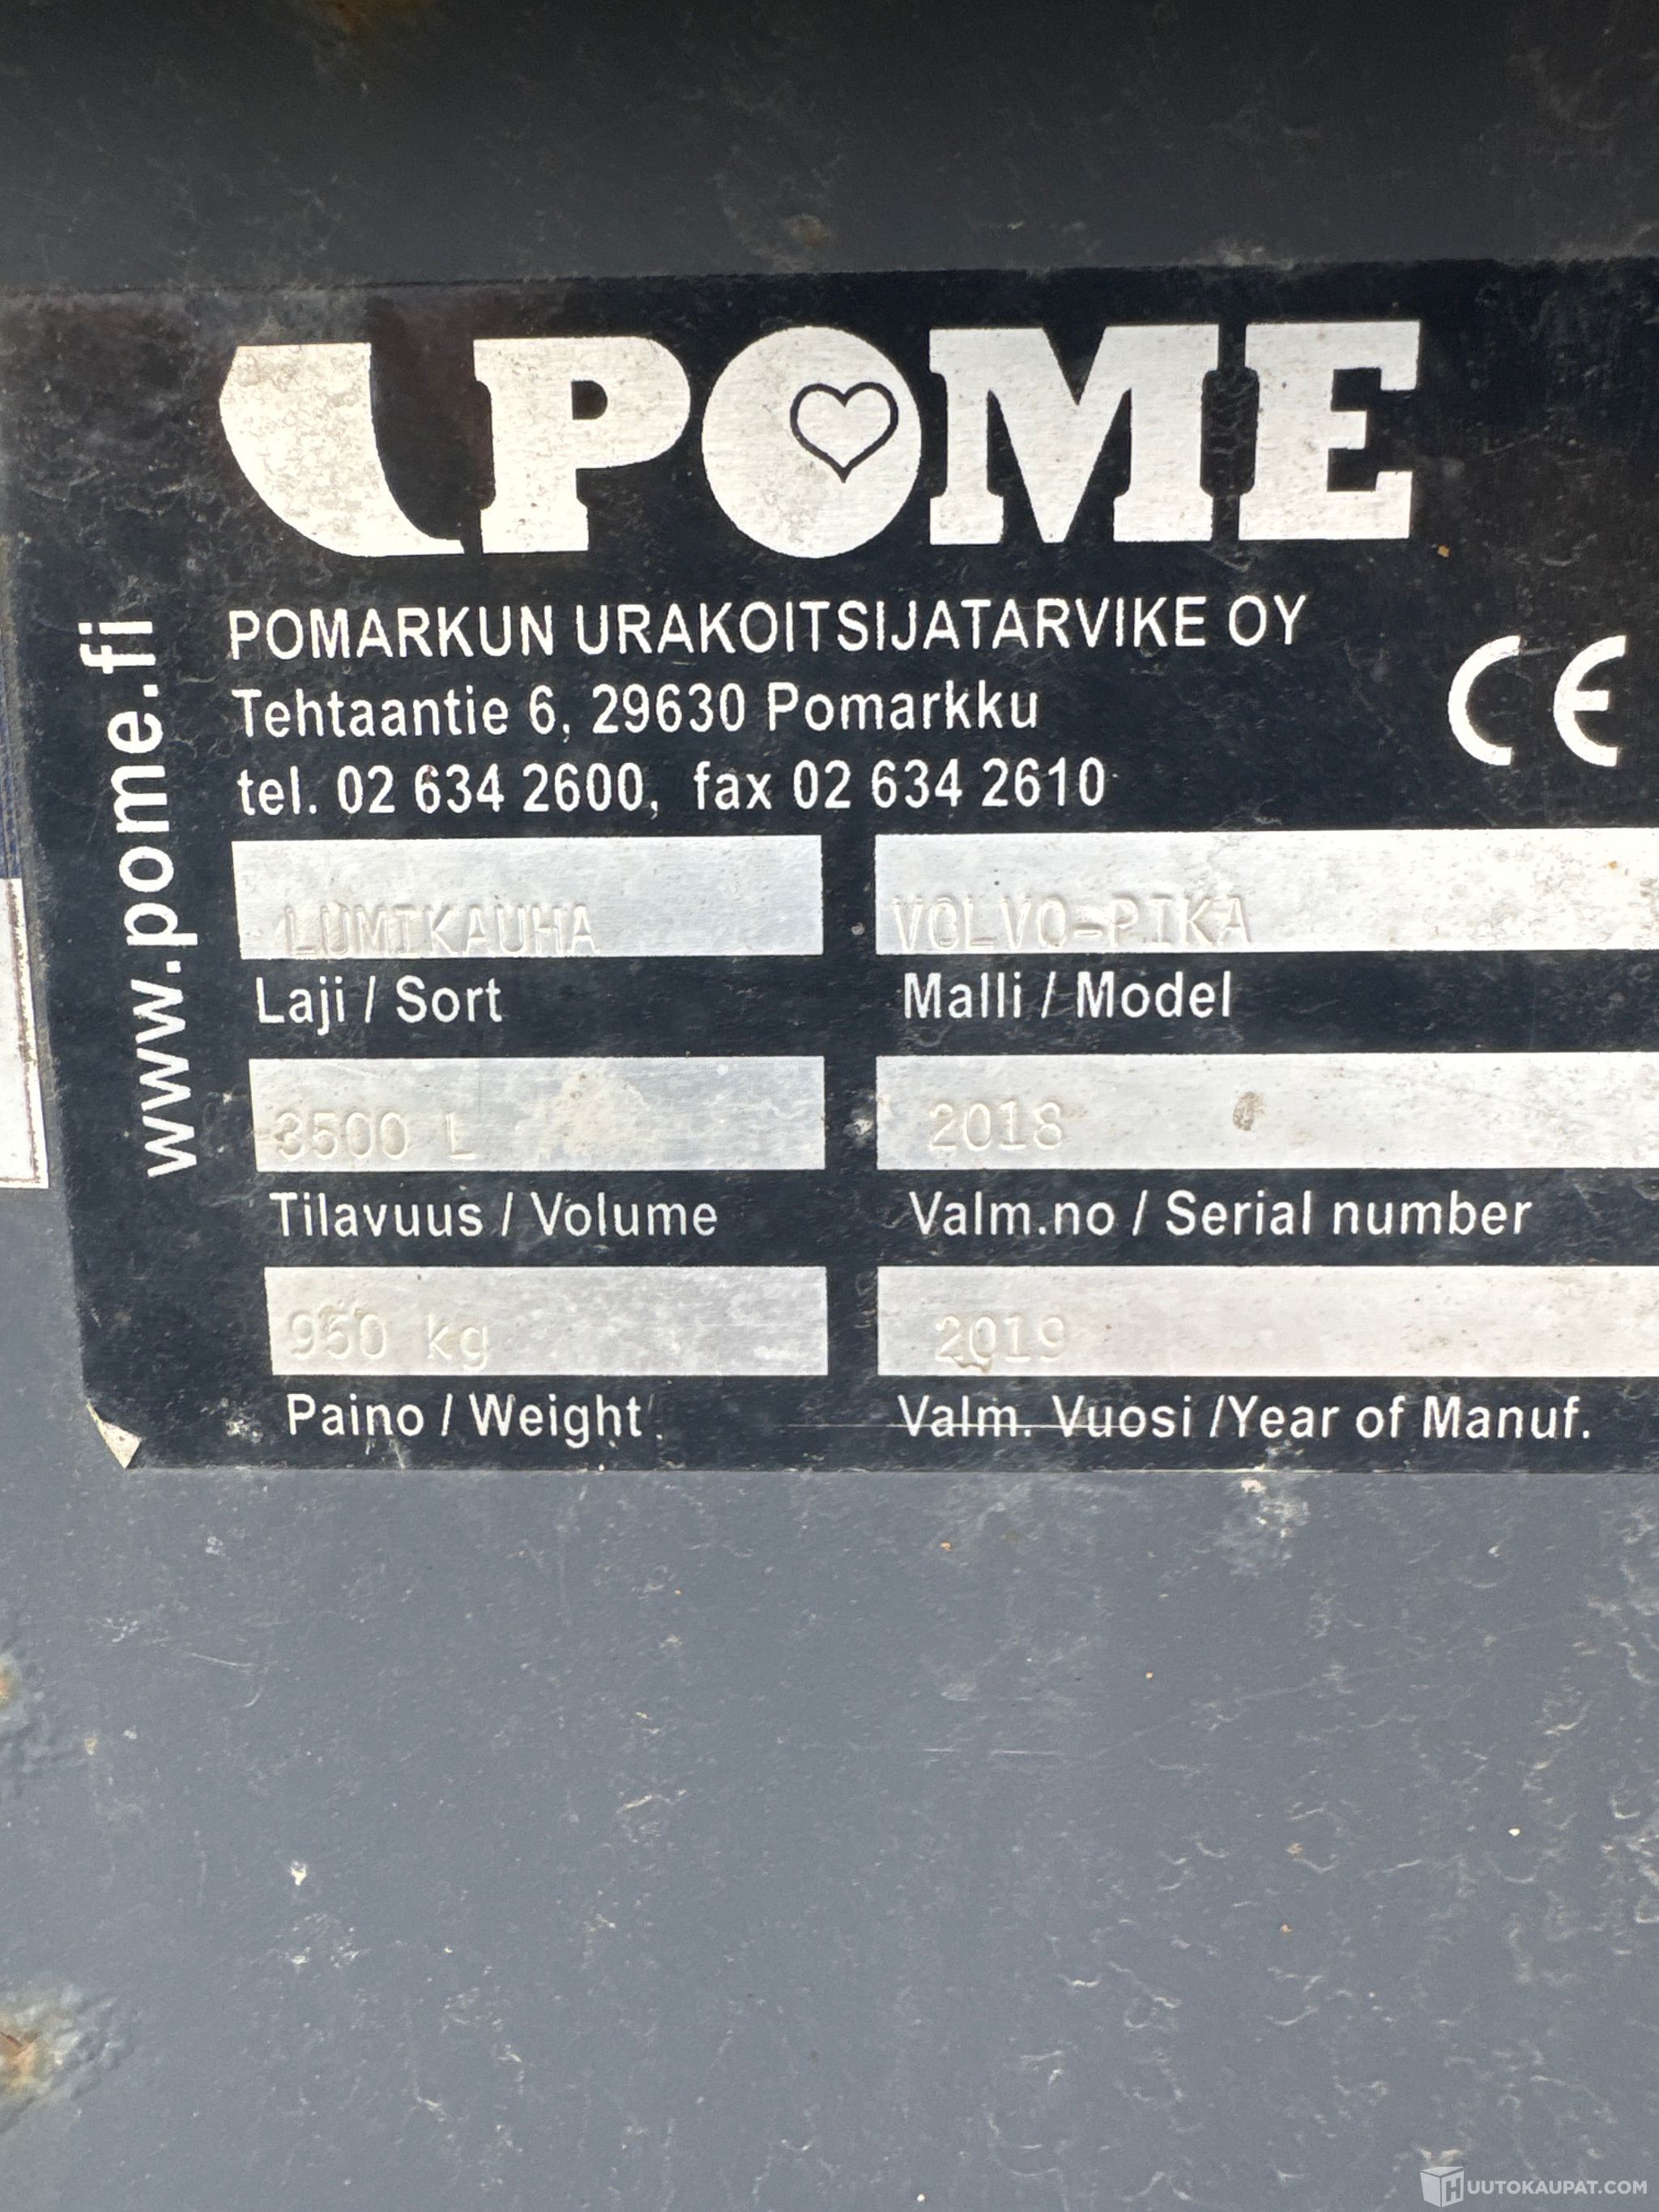 POME
POMARKUN URAKOITSIJATARVIKE OY
Tehtaantie 6, 29630 Pomarkku
tel. 02 634 2600, fax 02 634 2610
CE
www.pome.fi
LUMIKAUHA
VOLVO-PIKA
Laji / Sort
Malli / Model
3500 L
2018
Tilavuus / Volume
Valm.no / Serial number
950 kg
2019
Paino / Weight
Valm. Vuosi /Year of Manuf.
HUUTOKAUPAT.COM